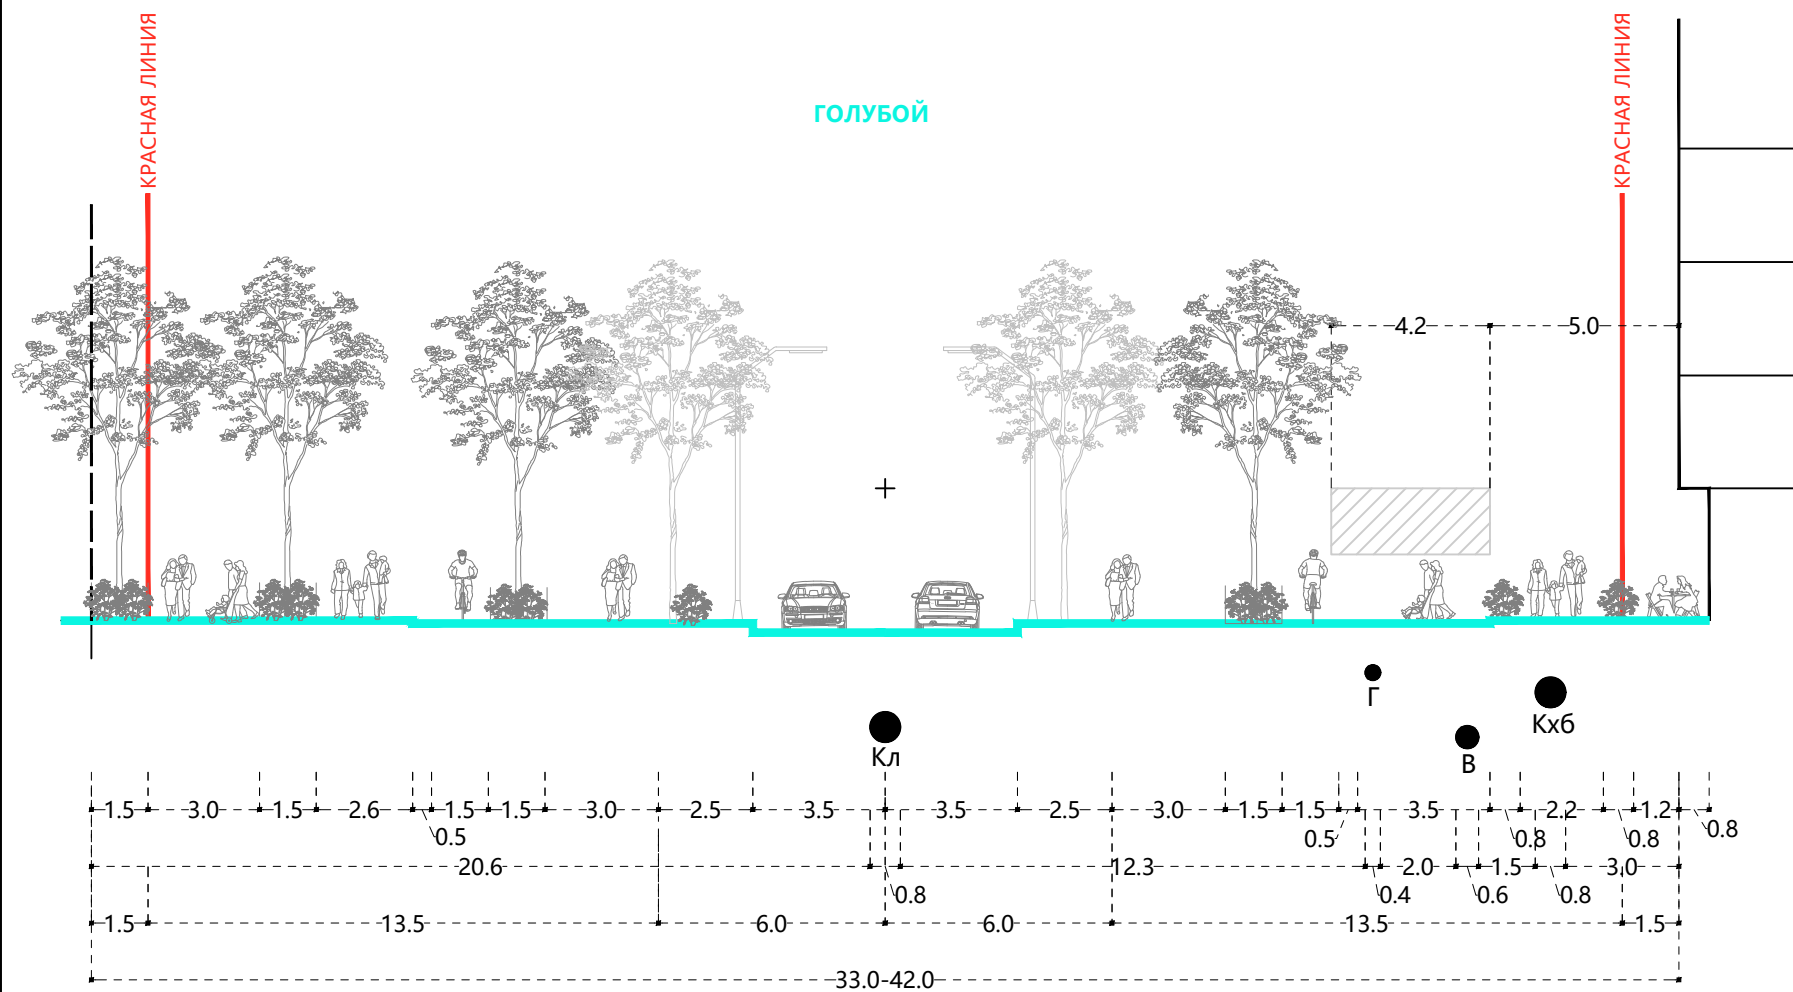 КРАСНАЯ ЛИНИЯ
КРАСНАЯ ЛИНИЯ
ГОЛУБОЙ
4.2 5.0
Г
Кхб
Кл
В
1.5 3.0 1.5 2.6 1.5 1.5 3.0 2.5 3.5 3.5 2.5 3.0 1.5 1.5 3.5 2.2 1.2
0.5 0.5 0.8 0.8 0.8
20.6 12.3 2.0 1.5 3.0
0.8 0.4 0.6 0.8
1.5 13.5 6.0 6.0 13.5 1.5
33.0-42.0